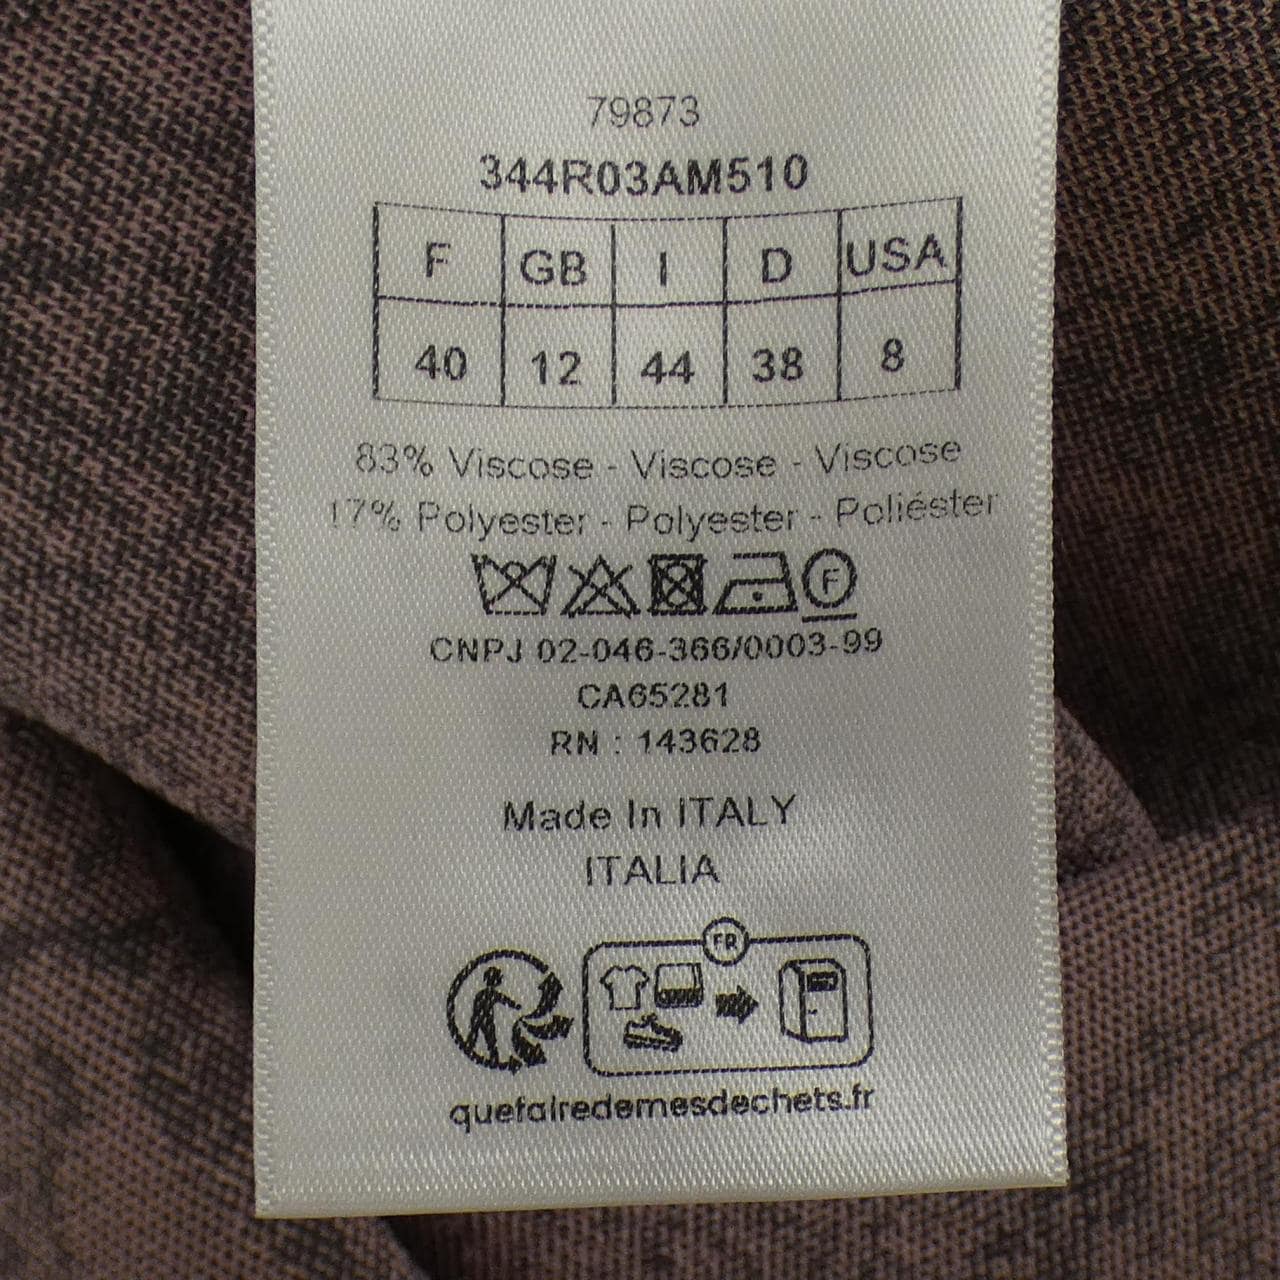 79873
344R03AM510
F GB I D USA
40 12 44 38 8
83% Viscose - Viscose - Viscose
17% Polyester - Polyester - Poliéster
F
CNPJ 02-046-366/0003-99
CA65281
RN : 143628
Made In ITALY
ITALIA
FR
quefairedemesdechets.fr